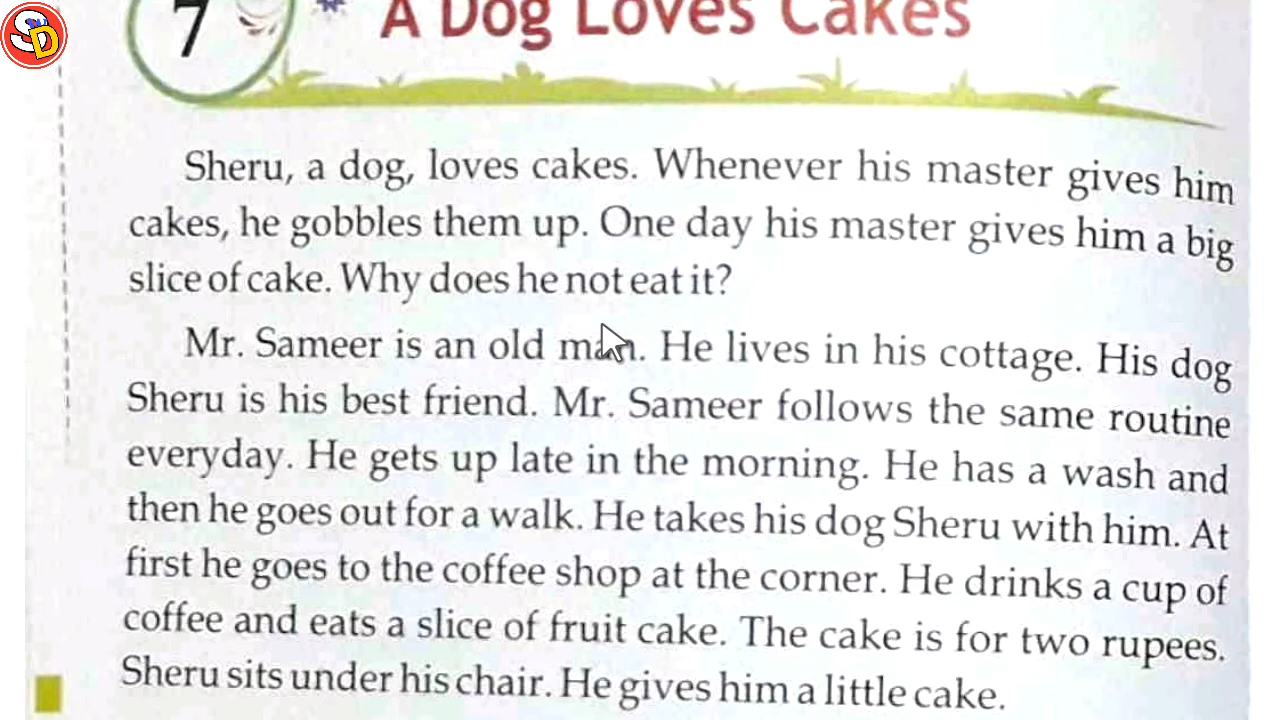 SD
7
A Dog Loves Cakes
Sheru, a dog, loves cakes. Whenever his master gives him
cakes, he gobbles them up. One day his master gives him a big
slice of cake. Why does he not eat it?
Mr. Sameer is an old man. He lives in his cottage. His dog
Sheru is his best friend. Mr. Sameer follows the same routine
everyday. He gets up late in the morning. He has a wash and
then he goes out for a walk. He takes his dog Sheru with him. At
first he goes to the coffee shop at the corner. He drinks a cup of
coffee and eats a slice of fruit cake. The cake is for two rupees.
Sheru sits under his chair. He gives him a little cake.